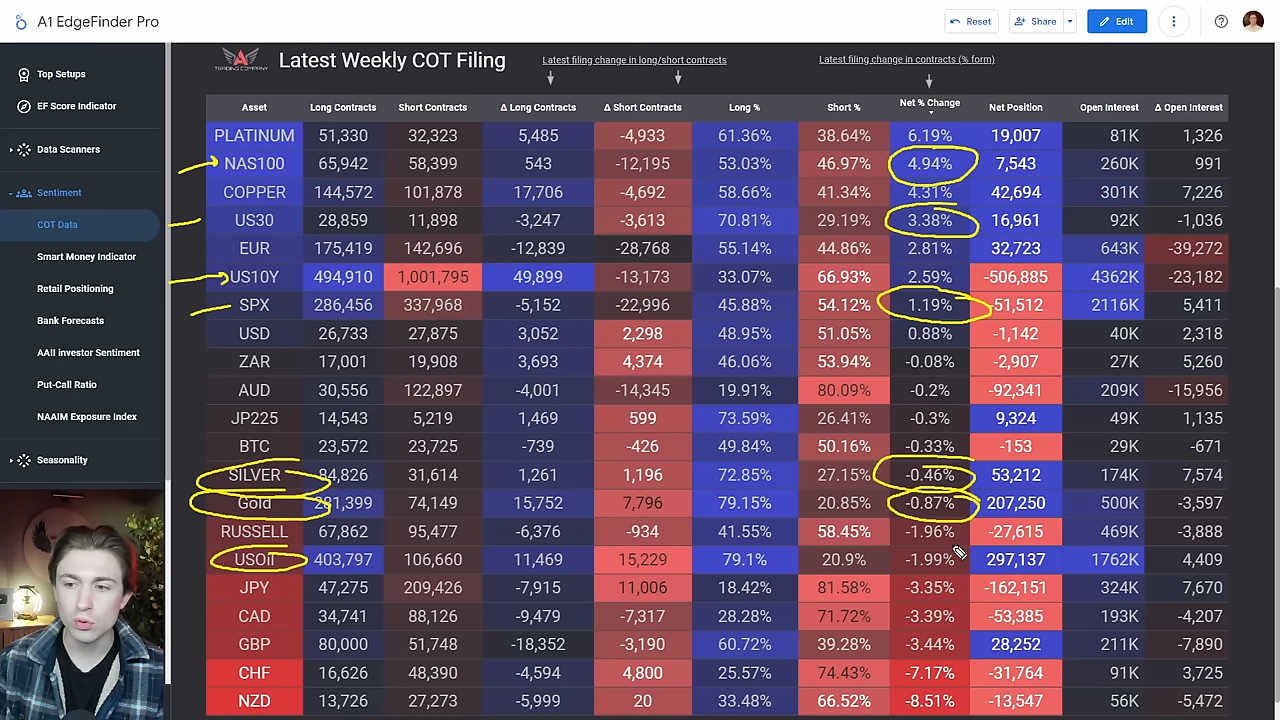 A1 EdgeFinder Pro
Reset
Share
Edit
Top Setups
EF Score Indicator
Data Scanners
Sentiment
COT Data
Smart Money Indicator
Retail Positioning
Bank Forecasts
AAII investor Sentiment
Put-Call Ratio
NAAIM Exposure Index
Seasonality
TRADING COMPANY
Latest Weekly COT Filing
Latest filing change in long/short contracts
Latest filing change in contracts (% form)
Asset Long Contracts Short Contracts Δ Long Contracts Δ Short Contracts Long % Short % Net % Change Net Position Open Interest Δ Open Interest
PLATINUM 51,330 32,323 5,485 -4,933 61.36% 38.64% 6.19% 19,007 81K 1,326
NAS100 65,942 58,399 543 -12,195 53.03% 46.97% 4.94% 7,543 260K 991
COPPER 144,572 101,878 17,706 -4,692 58.66% 41.34% 4.31% 42,694 301K 7,226
US30 28,859 11,898 -3,247 -3,613 70.81% 29.19% 3.38% 16,961 92K -1,036
EUR 175,419 142,696 -12,839 -28,768 55.14% 44.86% 2.81% 32,723 643K -39,272
US10Y 494,910 1,001,795 49,899 -13,173 33.07% 66.93% 2.59% -506,885 4362K -23,182
SPX 286,456 337,968 -5,152 -22,996 45.88% 54.12% 1.19% -51,512 2116K 5,411
USD 26,733 27,875 3,052 2,298 48.95% 51.05% 0.88% -1,142 40K 2,318
ZAR 17,001 19,908 3,693 4,374 46.06% 53.94% -0.08% -2,907 27K 5,260
AUD 30,556 122,897 -4,001 -14,345 19.91% 80.09% -0.2% -92,341 209K -15,956
JP225 14,543 5,219 1,469 599 73.59% 26.41% -0.3% 9,324 49K 1,135
BTC 23,572 23,725 -739 -426 49.84% 50.16% -0.33% -153 29K -671
SILVER 84,826 31,614 1,261 1,196 72.85% 27.15% -0.46% 53,212 174K 7,574
Gold 281,399 74,149 15,752 7,796 79.15% 20.85% -0.87% 207,250 500K -3,597
RUSSELL 67,862 95,477 -6,376 -934 41.55% 58.45% -1.96% -27,615 469K -3,888
USOil 403,797 106,660 11,469 15,229 79.1% 20.9% -1.99% 297,137 1762K 4,409
JPY 47,275 209,426 -7,915 11,006 18.42% 81.58% -3.35% -162,151 324K 7,670
CAD 34,741 88,126 -9,479 -7,317 28.28% 71.72% -3.39% -53,385 193K -4,207
GBP 80,000 51,748 -18,352 -3,190 60.72% 39.28% -3.44% 28,252 211K -7,890
CHF 16,626 48,390 -4,594 4,800 25.57% 74.43% -7.17% -31,764 91K 3,725
NZD 13,726 27,273 -5,999 20 33.48% 66.52% -8.51% -13,547 56K -5,472